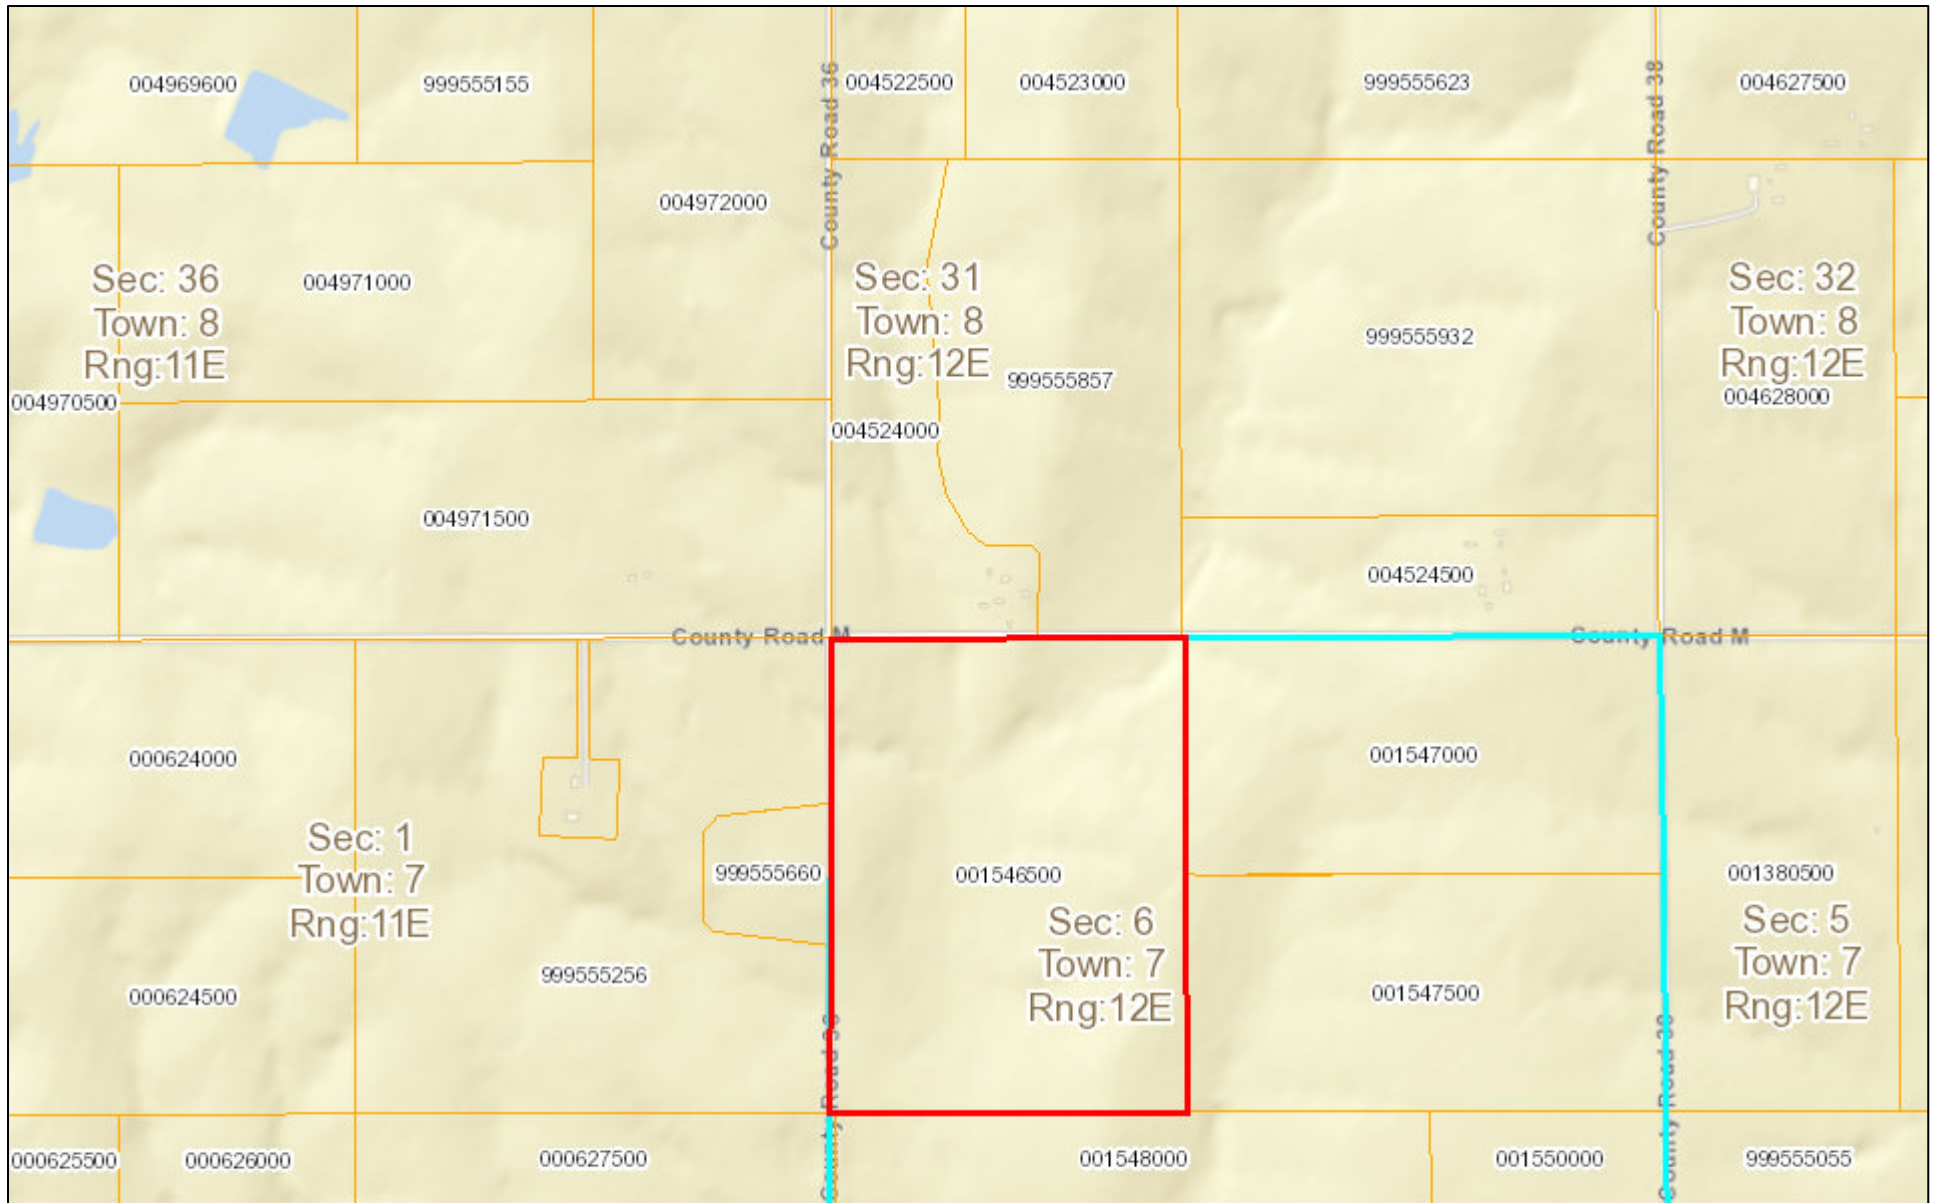 004969600
999555155
County Road 36
004522500
004523000
999555623
County Road 38
004627500
004972000
Sec: 36
Town: 8
Rng:11E
004971000
Sec: 31
Town: 8
Rng:12E
999555932
Sec: 32
Town: 8
Rng:12E
004970500
999555857
004628000
004524000
004971500
004524500
County Road M
County Road M
000624000
001547000
Sec: 1
Town: 7
Rng:11E
999555660
001546500
001380500
Sec: 6
Town: 7
Rng:12E
Sec: 5
Town: 7
Rng:12E
000624500
999555256
001547500
County Road 36
County Road 38
000625500
000626000
000627500
001548000
001550000
999555055